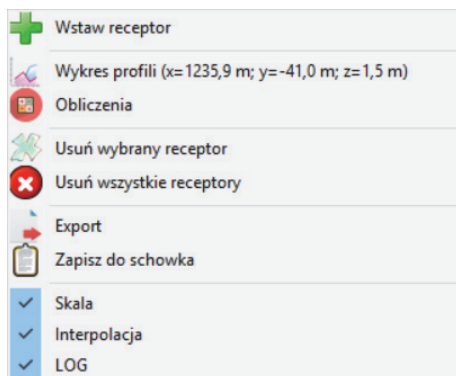 Wstaw receptor
Wykres profili (x=1235,9 m; y=-41,0 m; z=1,5 m)
Obliczenia
Usuń wybrany receptor
Usuń wszystkie receptory
Export
Zapisz do schowka
Skala
Interpolacja
LOG